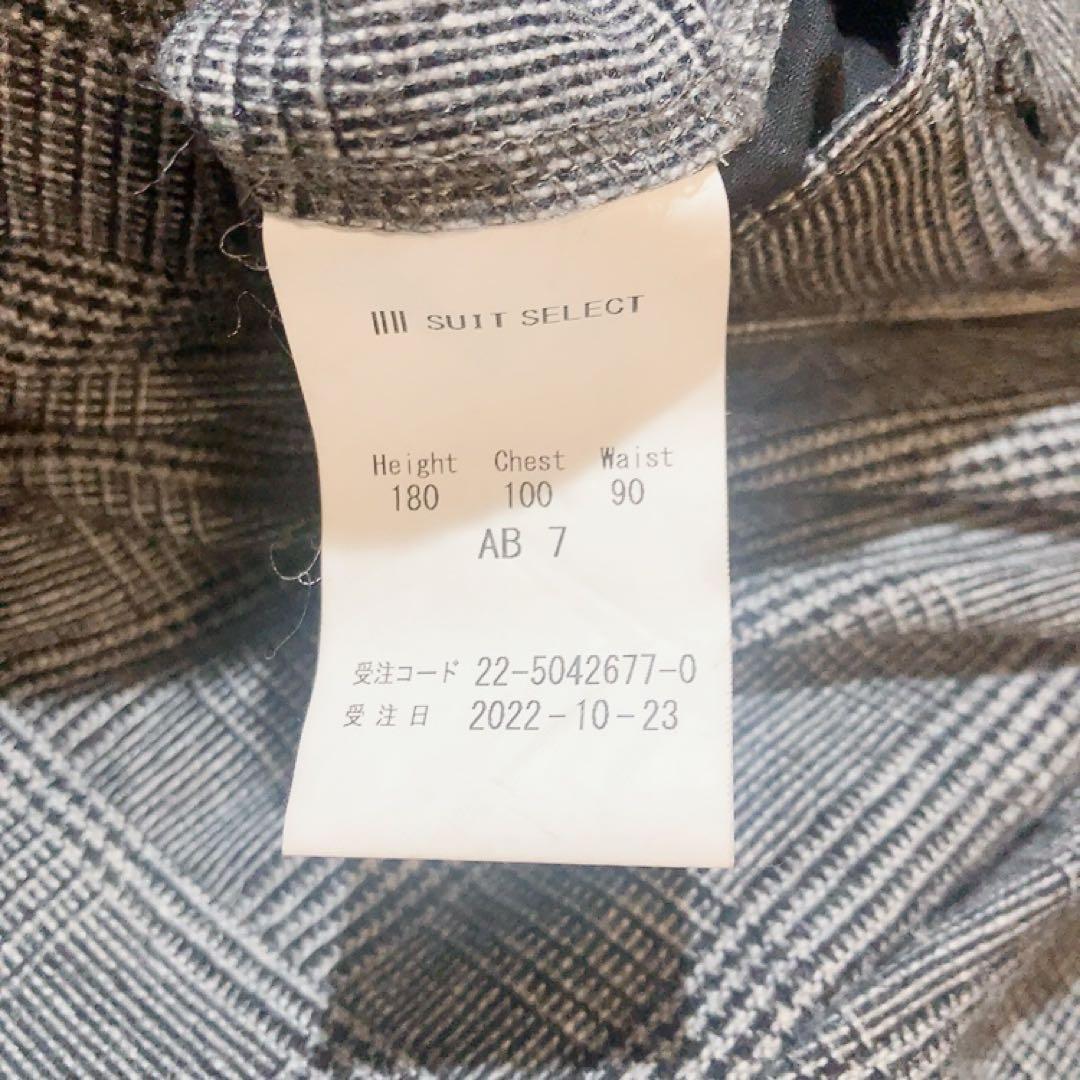 SUIT SELECT
Height Chest Waist
180 100 90
AB 7
受注コード 22-5042677-0
受注日 2022-10-23